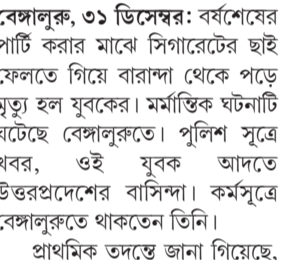 বেঙ্গালুরু, ৩১ ডিসেম্বর: বর্ষশেষের
পার্টি করার মাঝে সিগারেটের ছাই
ফেলতে গিয়ে বারান্দা থেকে পড়ে
মৃত্যু হল যুবকের। মর্মান্তিক ঘটনাটি
ঘটেছে বেঙ্গালুরুতে। পুলিশ সূত্রে
খবর, ওই যুবক আদতে
উত্তরপ্রদেশের বাসিন্দা। কর্মসূত্রে
বেঙ্গালুরুতে থাকতেন তিনি।
প্রাথমিক তদন্তে জানা গিয়েছে,